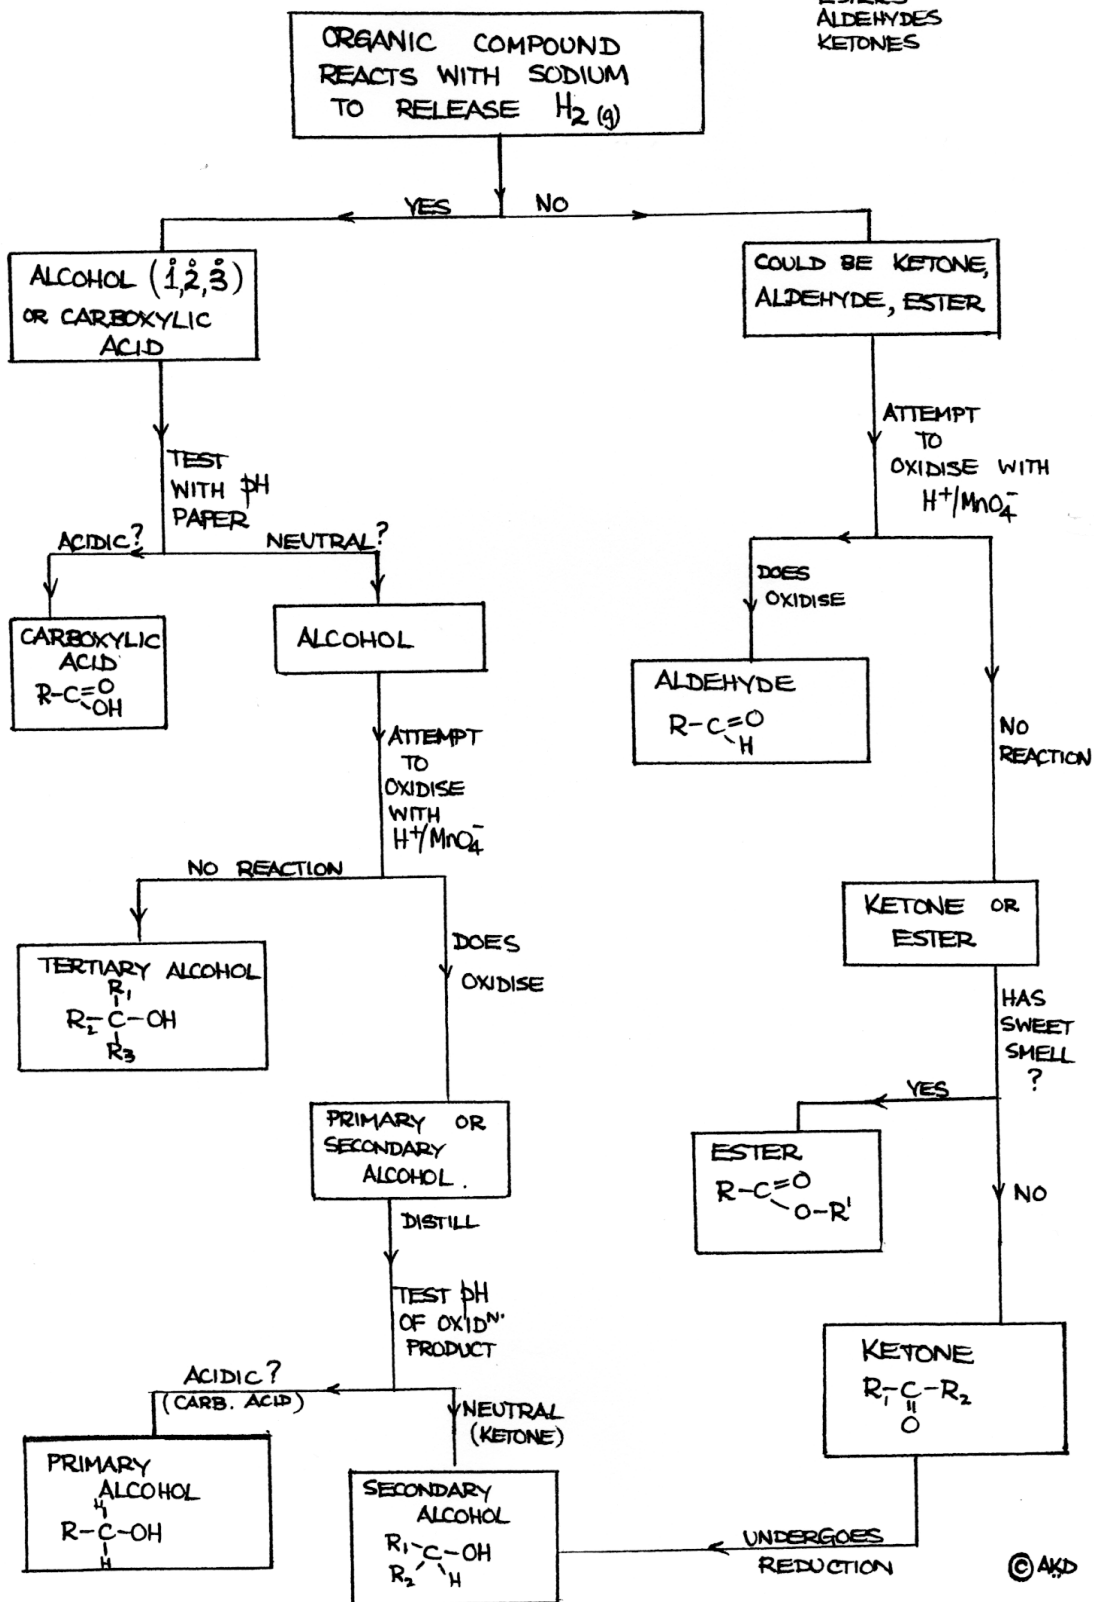 ESTERS
ALDEHYDES
KETONES
ORGANIC COMPOUND
REACTS WITH SODIUM
TO RELEASE H₂ (g)
YES
NO
ALCOHOL (1°,2°,3°)
OR CARBOXYLIC
ACID
COULD BE KETONE,
ALDEHYDE, ESTER
TEST
WITH pH
PAPER
ATTEMPT
TO
OXIDISE WITH
H⁺/MnO₄⁻
ACIDIC?
NEUTRAL?
DOES
OXIDISE
NO
REACTION
CARBOXYLIC
ACID
R-C=O
OH
ALCOHOL
ALDEHYDE
R-C=O
H
ATTEMPT
TO
OXIDISE
WITH
H⁺/MnO₄⁻
NO REACTION
DOES
OXIDISE
KETONE OR
ESTER
TERTIARY ALCOHOL
R₁
R₂-C-OH
R₃
HAS
SWEET
SMELL
?
YES
NO
PRIMARY OR
SECONDARY
ALCOHOL.
ESTER
R-C=O
O-R'
DISTILL
TEST pH
OF OXIDᴺ·
PRODUCT
KETONE
R₁-C-R₂
O
ACIDIC?
(CARB. ACID)
NEUTRAL
(KETONE)
PRIMARY
ALCOHOL
H
R-C-OH
H
SECONDARY
ALCOHOL
R₁-C-OH
R₂ H
UNDERGOES
REDUCTION
© AKD